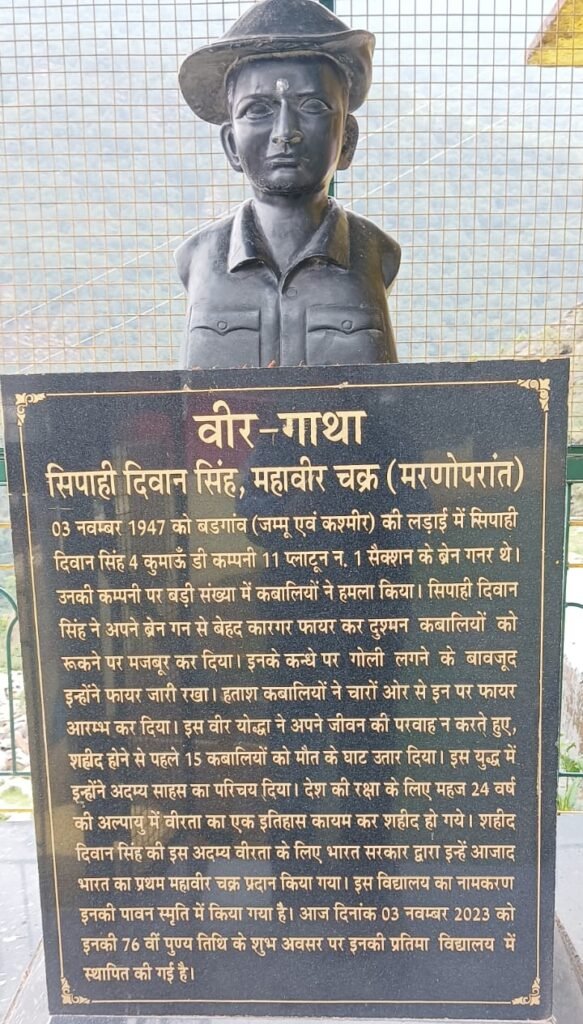 वीर-गाथा
सिपाही दिवान सिंह, महावीर चक्र (मरणोपरांत)
03 नवम्बर 1947 को बडगाव (जम्मू एवं कश्मीर) की लड़ाई में सिपाही
दिवान सिंह 4 कुमाऊँ डी कम्पनी 11 प्लाटून न. 1 सैक्शन के ब्रेन गनर थे।
उनकी कम्पनी पर बड़ी संख्या में कबालियों ने हमला किया। सिपाही दिवान
सिंह ने अपने ब्रेन गन से बेहद कारगर फायर कर दुश्मन कबालियों को
रूकने पर मजबूर कर दिया। इनके कन्धे पर गोली लगने के बावजूद
इन्होंने फायर जारी रखा। हताश कबालियों ने चारों ओर से इन पर फायर
आरम्भ कर दिया। इस वीर योद्धा ने अपने जीवन की परवाह न करते हुए,
शहीद होने से पहले 15 कबालियों को मौत के घाट उतार दिया। इस युद्ध में
इन्होंने अदम्य साहस का परिचय दिया। देश की रक्षा के लिए महज 24 वर्ष
की अल्पायु में वीरता का एक इतिहास कायम कर शहीद हो गये। शहीद
दिवान सिंह की इस अदम्य वीरता के लिए भारत सरकार द्वारा इन्हें आजाद
भारत का प्रथम महावीर चक्र प्रदान किया गया। इस विद्यालय का नामकरण
इनकी पावन स्मृति में किया गया है। आज दिनांक 03 नवम्बर 2023 को
इनकी 76 वीं पुण्य तिथि के शुभ अवसर पर इनकी प्रतिमा विद्यालय में
स्थापित की गई है।